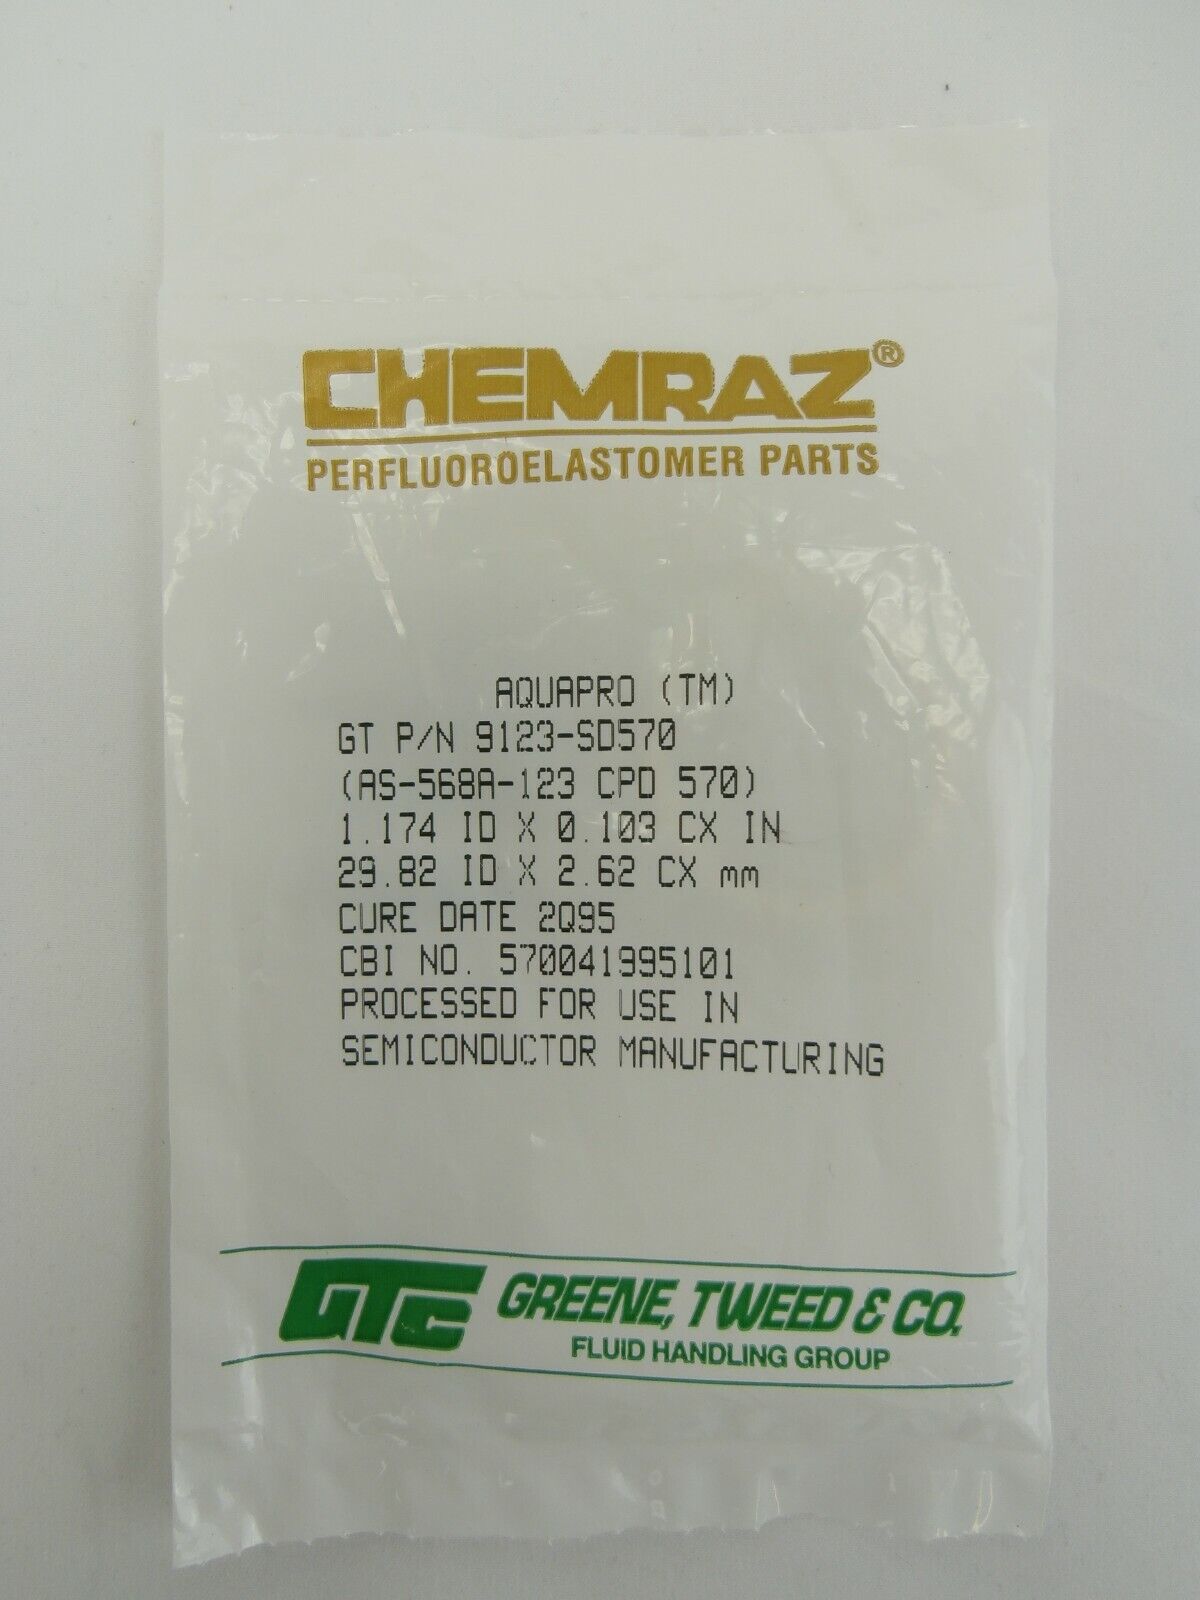 CHEMRAZ®
PERFLUOROELASTOMER PARTS
AQUAPRO (TM)
GT P/N 9123-SD570
(AS-568A-123 CPD 570)
1.174 ID X 0.103 CX IN
29.82 ID X 2.62 CX mm
CURE DATE 2Q95
CBI NO. 570041995101
PROCESSED FOR USE IN
SEMICONDUCTOR MANUFACTURING
GTC GREENE, TWEED & CO.
FLUID HANDLING GROUP